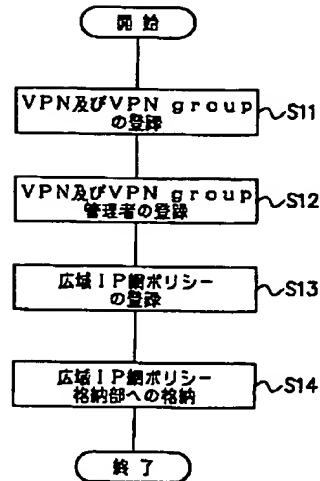 開始
VPN及びVPN group
の登録
S11
VPN及びVPN group
管理者の登録
S12
広域IP網ポリシー
の登録
S13
広域IP網ポリシー
格納部への格納
S14
終了